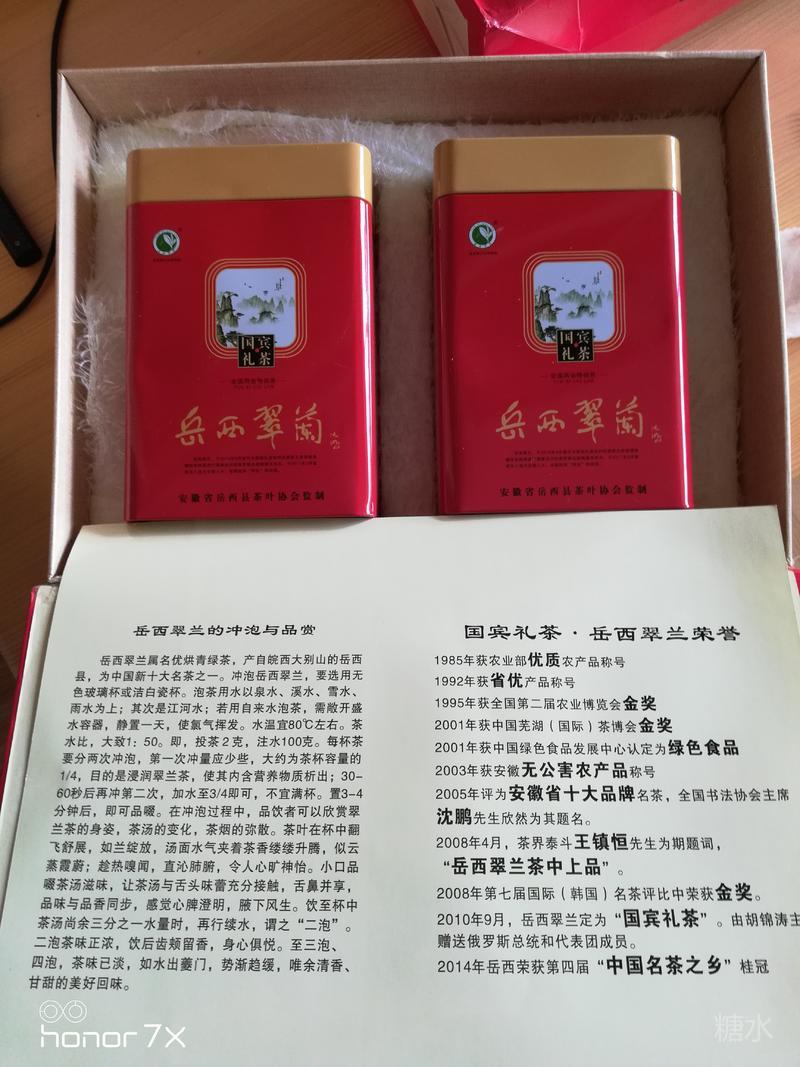 国宾
礼茶
岳西翠兰
安徽省岳西县茶叶协会监制
国宾
礼茶
岳西翠兰
安徽省岳西县茶叶协会监制
岳西翠兰的冲泡与品赏
岳西翠兰属名优烘青绿茶，产自皖西大别山的岳西
县，为中国新十大名茶之一。冲泡岳西翠兰，要选用无
色玻璃杯或洁白瓷杯。泡茶用水以泉水、溪水、雪水、
雨水为上；其次是江河水；若用自来水泡茶，需敞开盛
水容器，静置一天，使氯气挥发。水温宜80℃左右。茶
水比，大致1：50。即，投茶2克，注水100克。每杯茶
要分两次冲泡，第一次冲量应少些，大约为茶杯容量的
1/4，目的是浸润翠兰茶，使其内含营养物质析出；30-
60秒后再冲第二次，加水至3/4即可，不宜满杯。置3-4
分钟后，即可品啜。在冲泡过程中，品饮者可以欣赏翠
兰茶的身姿，茶汤的变化，茶烟的弥散。茶叶在杯中翻
飞舒展，如兰绽放，汤面水气夹着茶香缕缕升腾，似云
蒸霞蔚；趁热嗅闻，直沁肺腑，令人心旷神怡。小口品
啜茶汤滋味，让茶汤与舌头味蕾充分接触，舌鼻并享，
品味与品香同步，感觉心脾澄明，腋下风生。饮至杯中
茶汤尚余三分之一水量时，再行续水，谓之“二泡”。
二泡茶味正浓，饮后齿颊留香，身心俱悦。至三泡、
四泡，茶味已淡，如水出夔门，势渐趋缓，唯余清香、
甘甜的美好回味。
国宾礼茶·岳西翠兰荣誉
1985年获农业部优质农产品称号
1992年获省优产品称号
1995年获全国第二届农业博览会金奖
2001年获中国芜湖（国际）茶博会金奖
2001年获中国绿色食品发展中心认定为绿色食品
2003年获安徽无公害农产品称号
2005年评为安徽省十大品牌名茶，全国书法协会主席
沈鹏先生欣然为其题名。
2008年4月，茶界泰斗王镇恒先生为期题词，
“岳西翠兰茶中上品”。
2008年第七届国际（韩国）名茶评比中荣获金奖。
2010年9月，岳西翠兰定为“国宾礼茶”。由胡锦涛主
赠送俄罗斯总统和代表团成员。
2014年岳西荣获第四届“中国名茶之乡”桂冠
honor 7X
糖水